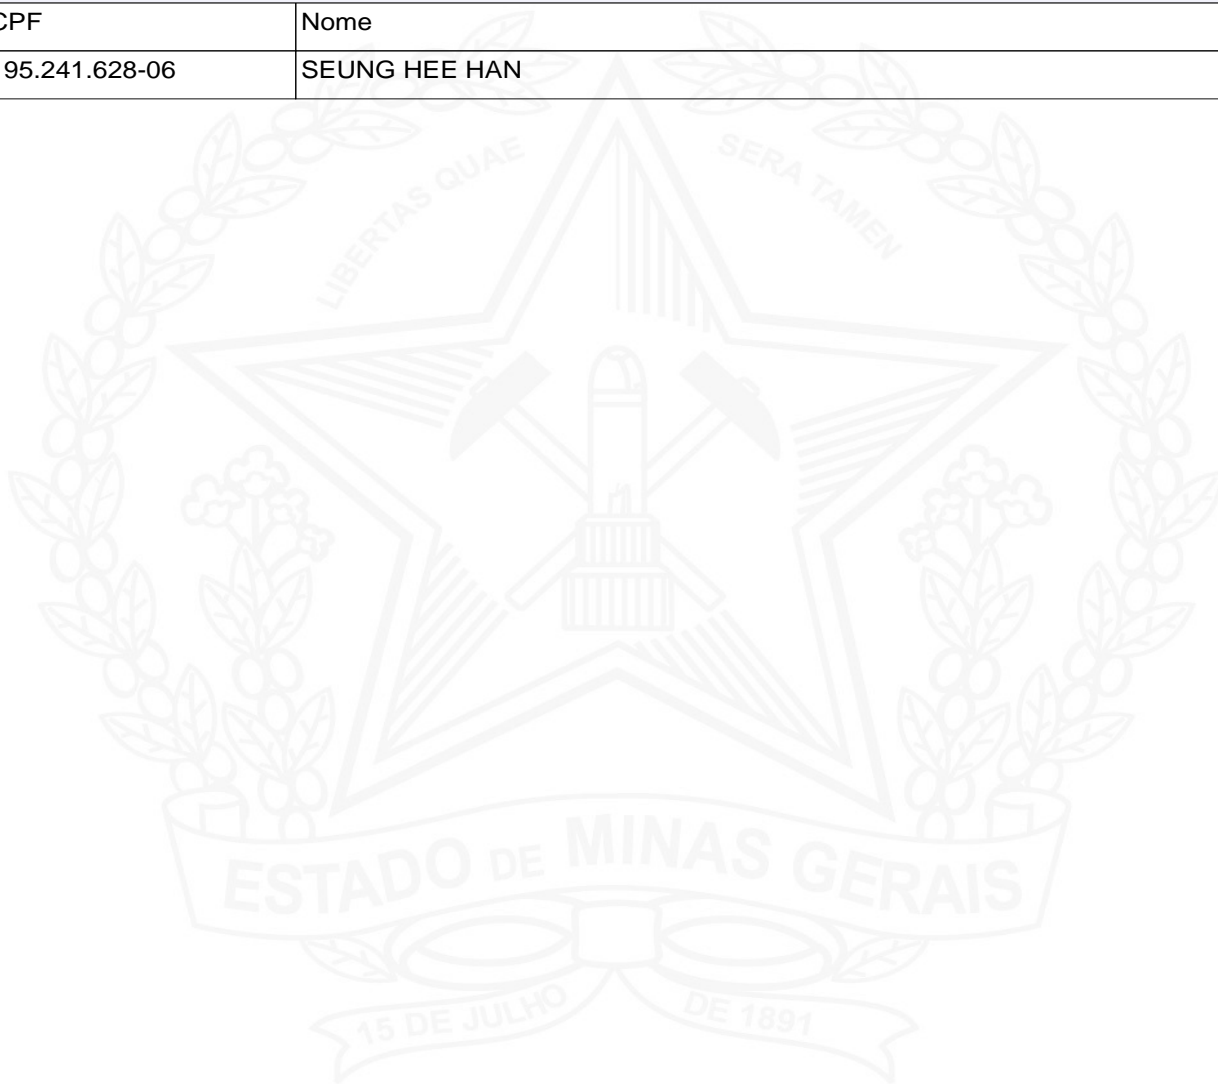 CPF Nome
95.241.628-06 SEUNG HEE HAN
LIBERTAS QUAE SERA TAMEN
ESTADO DE MINAS GERAIS
15 DE JULHO DE 1891